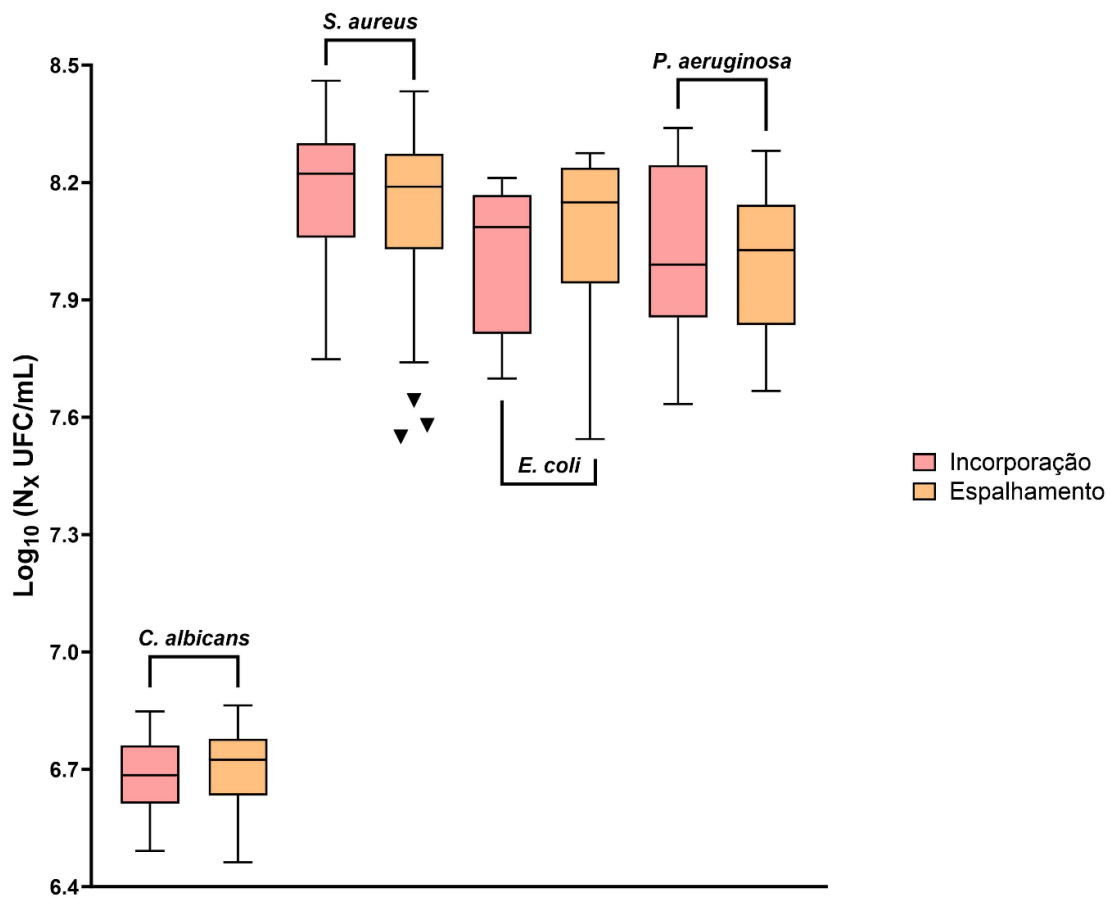 S. aureus
P. aeruginosa
8.5
8.2
7.9
7.6
7.3
7.0
6.7
6.4
Log₁₀ (Nₓ UFC/mL)
E. coli
C. albicans
Incorporação
Espalhamento